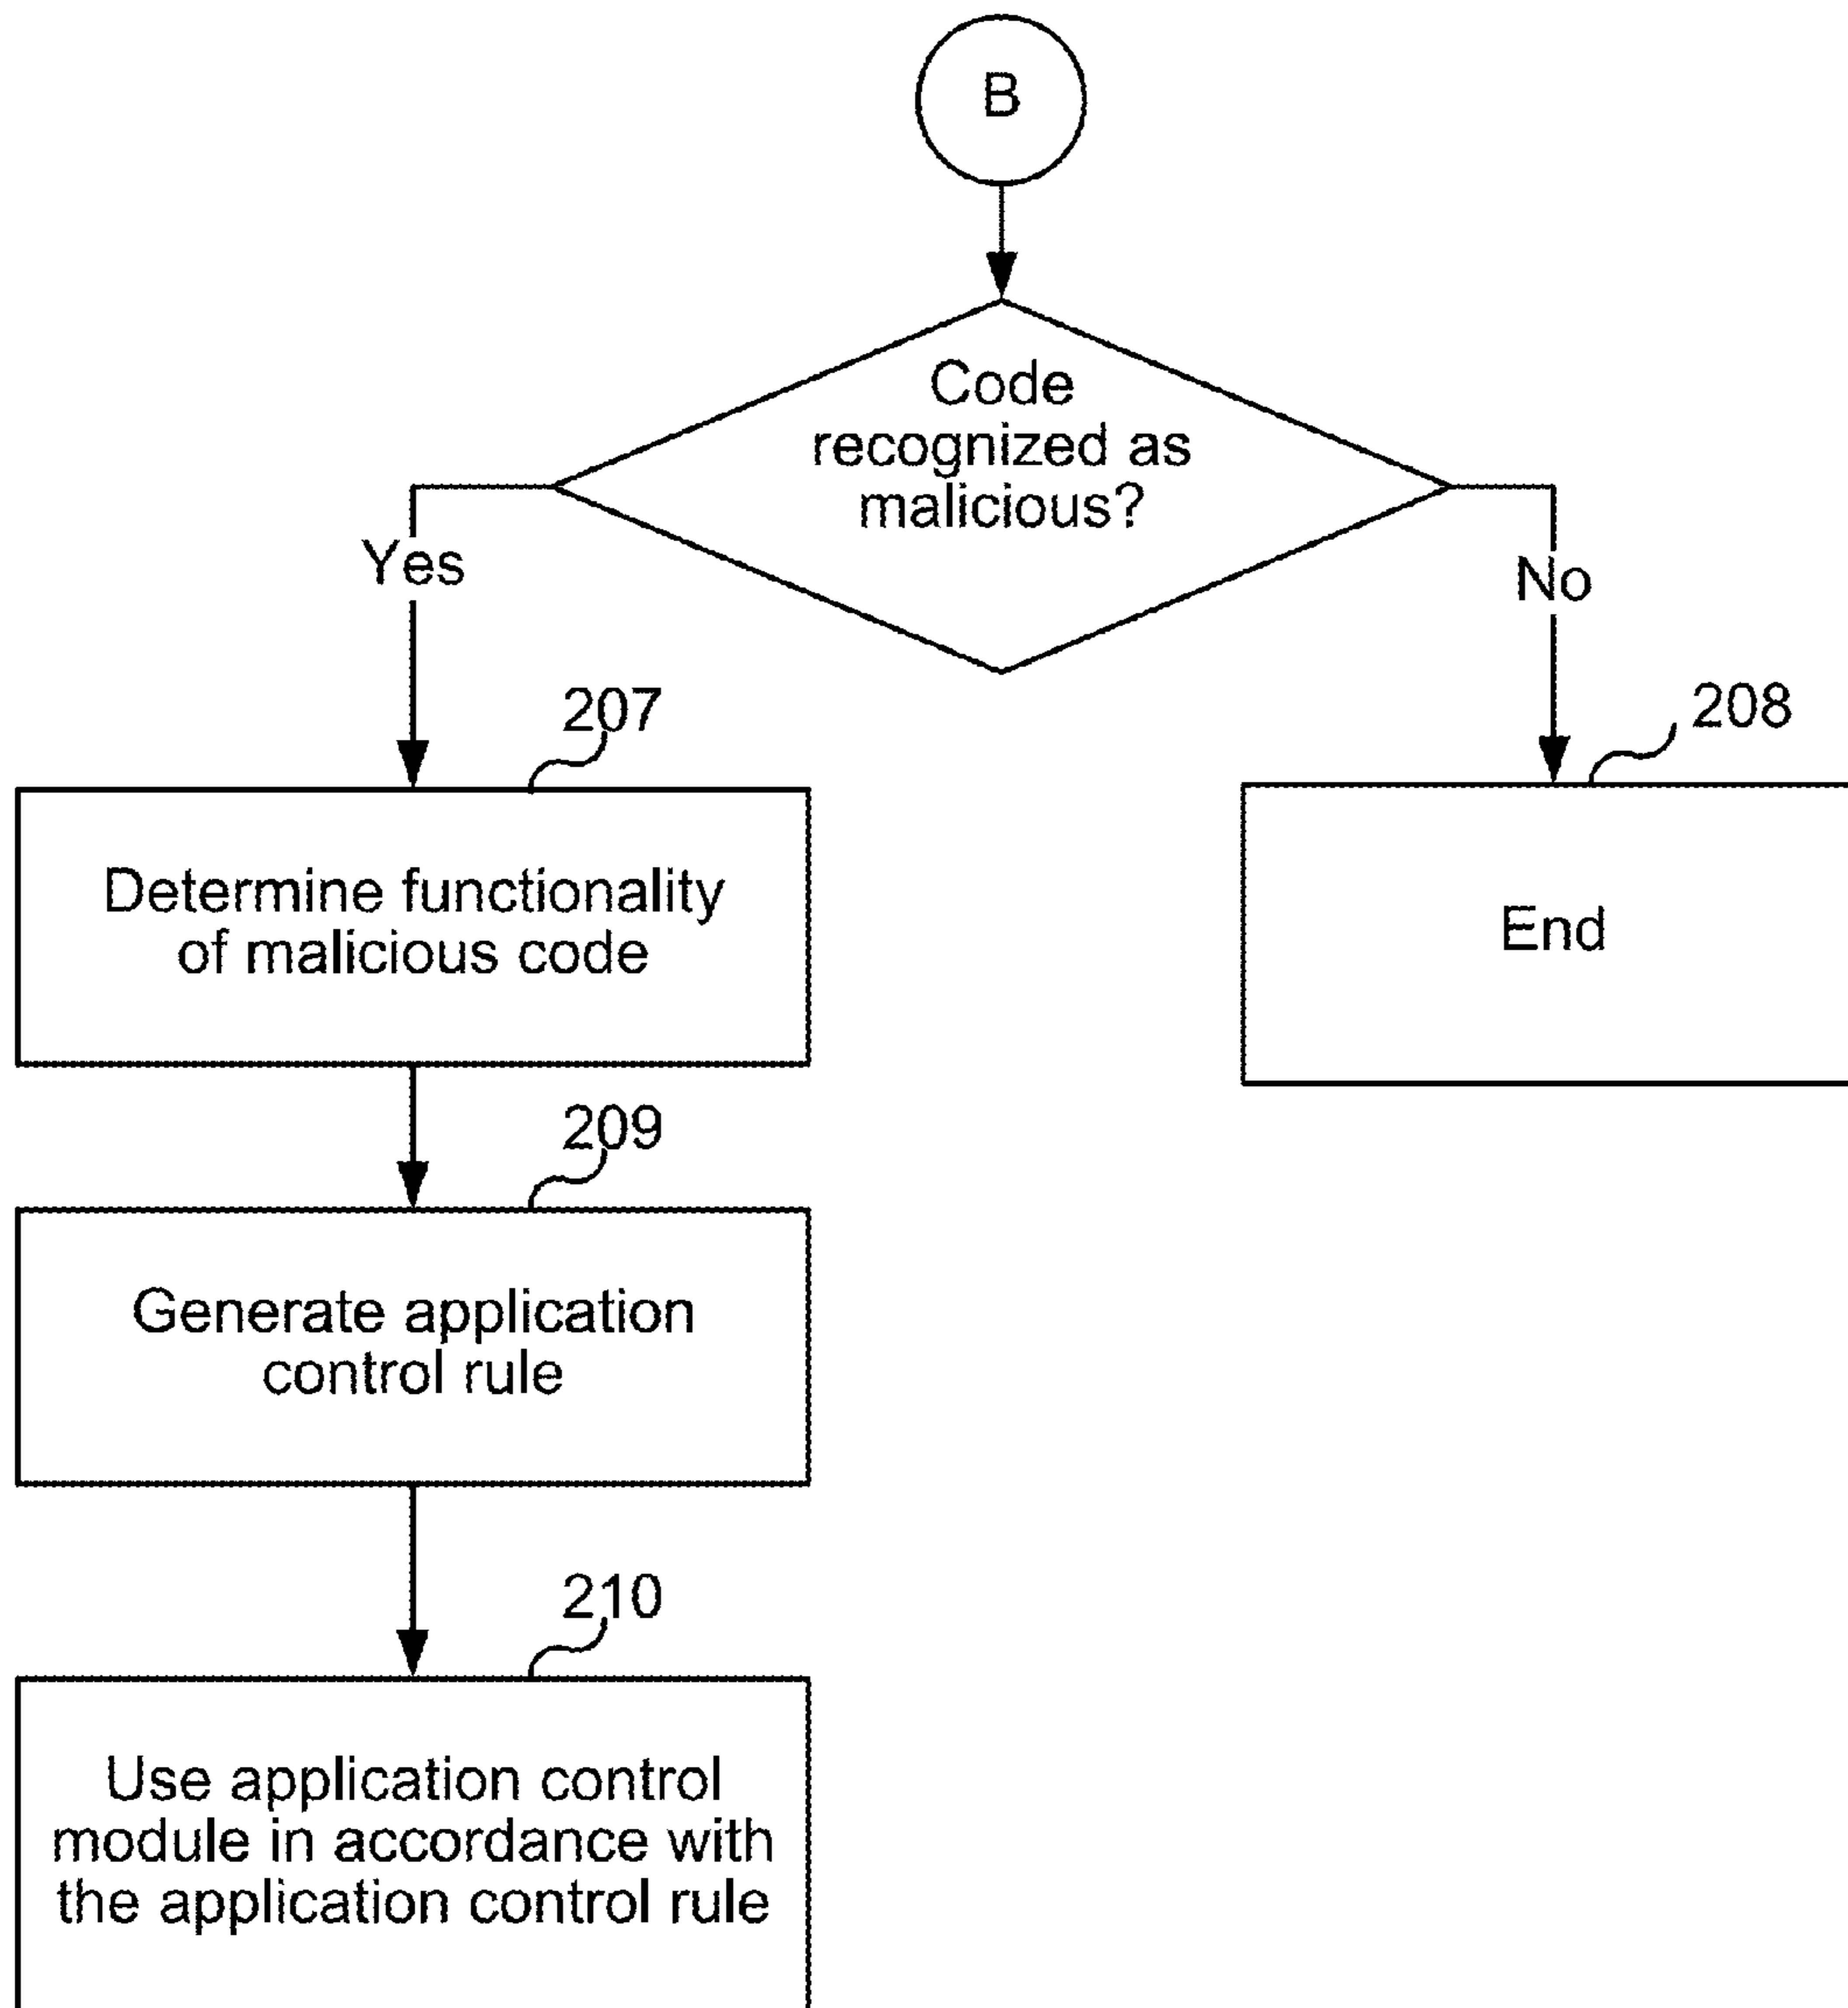 B
Code
recognized as
malicious?
Yes
No
207
208
Determine functionality
of malicious code
End
209
Generate application
control rule
210
Use application control
module in accordance with
the application control rule